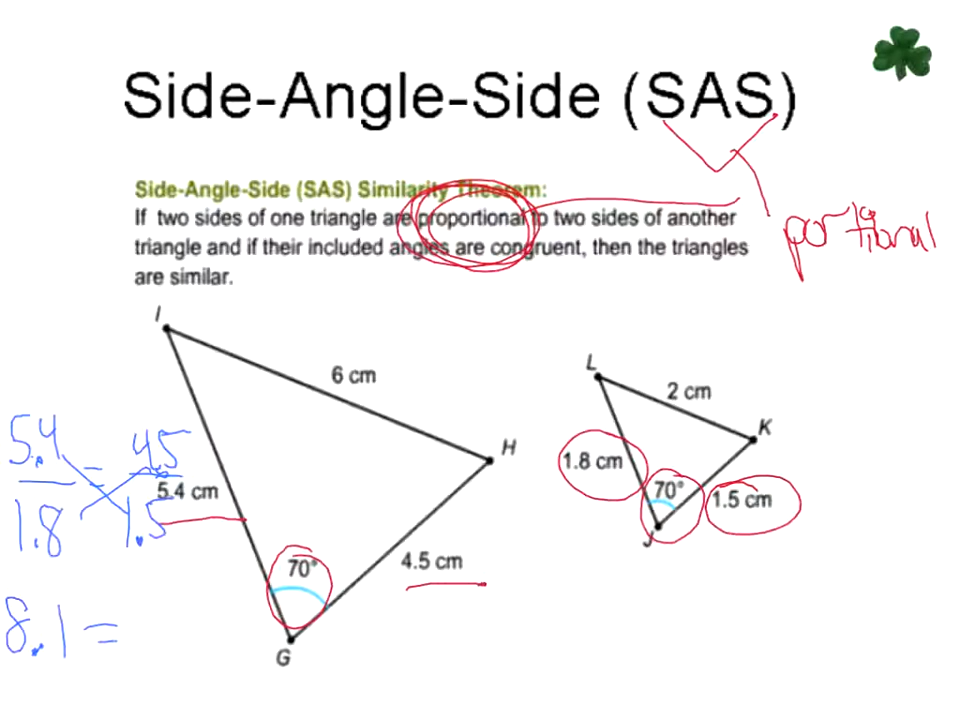 Side-Angle-Side (SAS)
Side-Angle-Side (SAS) Similarity Theorem:
If two sides of one triangle are proportional to two sides of another
triangle and if their included angles are congruent, then the triangles
are similar.
portional
I
6 cm
H
5.4 cm
70°
4.5 cm
G
L
2 cm
K
1.8 cm
70°
1.5 cm
J
5.4 = 4.5
1.8 1.5
8.1 =